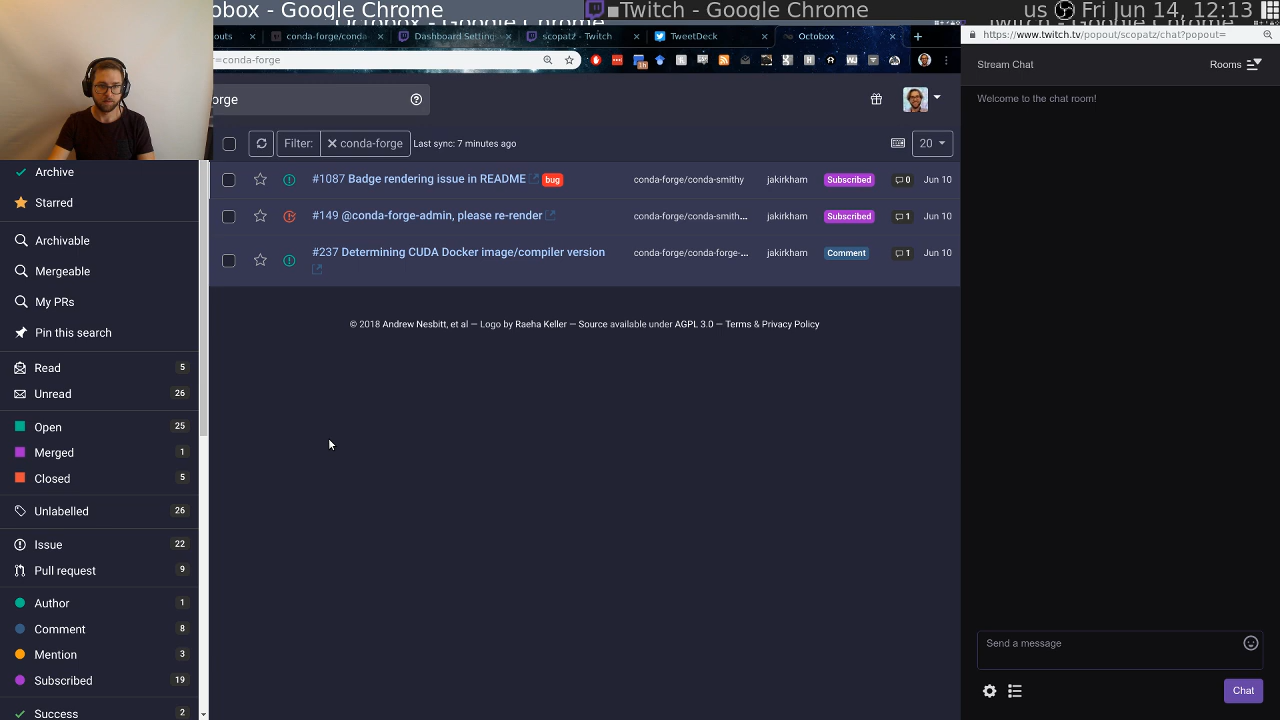 Octobox - Google Chrome
Twitch - Google Chrome
us
Fri Jun 14, 12:13
outs
conda-forge/conda
Dashboard Setting
scopatz - Twitch
TweetDeck
Octobox
https://www.twitch.tv/popout/scopatz/chat?popout=
=conda-forge
Stream Chat
Rooms
orge
Welcome to the chat room!
Filter:
conda-forge
Last sync: 7 minutes ago
20
Archive
#1087 Badge rendering issue in README
bug
conda-forge/conda-smithy
jakirkham
Subscribed
0
Jun 10
Starred
#149 @conda-forge-admin, please re-render
conda-forge/conda-smith...
jakirkham
Subscribed
1
Jun 10
Archivable
#237 Determining CUDA Docker image/compiler version
conda-forge/conda-forge-...
jakirkham
Comment
1
Jun 10
Mergeable
My PRs
Pin this search
© 2018 Andrew Nesbitt, et al — Logo by Raeha Keller — Source available under AGPL 3.0 — Terms & Privacy Policy
Read 5
Unread 26
Open 25
Merged 1
Closed 5
Unlabelled 26
Issue 22
Pull request 9
Author 1
Comment 8
Mention 3
Subscribed 19
Success 2
Send a message
Chat